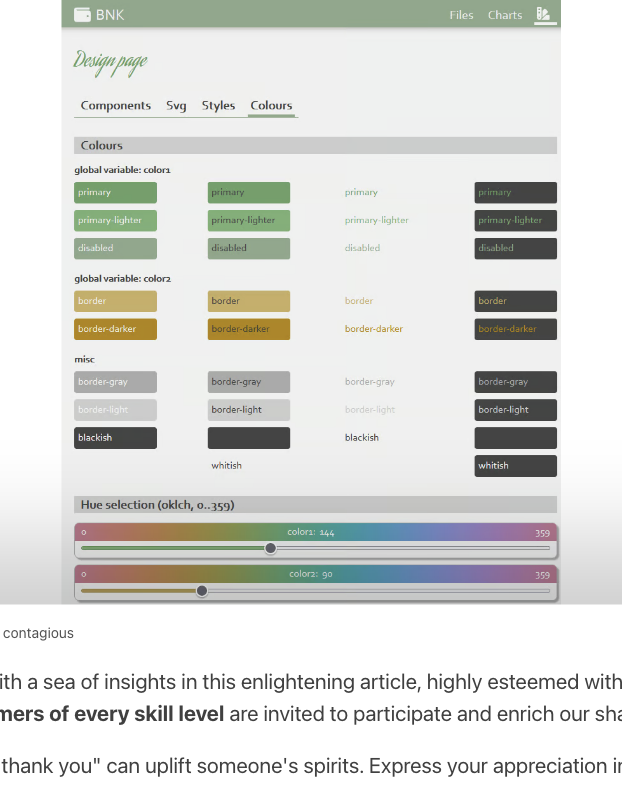 BNK Files Charts
Design page
Components Svg Styles Colours
Colours
global variable: color1
primary primary primary primary
primary-lighter primary-lighter primary-lighter primary-lighter
disabled disabled disabled disabled
global variable: color2
border border border border
border-darker border-darker border-darker border-darker
misc
border-gray border-gray border-gray border-gray
border-light border-light border-light border-light
blackish blackish
whitish whitish
Hue selection (oklch, 0..359)
0 color1: 144 359
0 color2: 90 359
contagious
ith a sea of insights in this enlightening article, highly esteemed with
mers of every skill level are invited to participate and enrich our sha
thank you" can uplift someone's spirits. Express your appreciation i